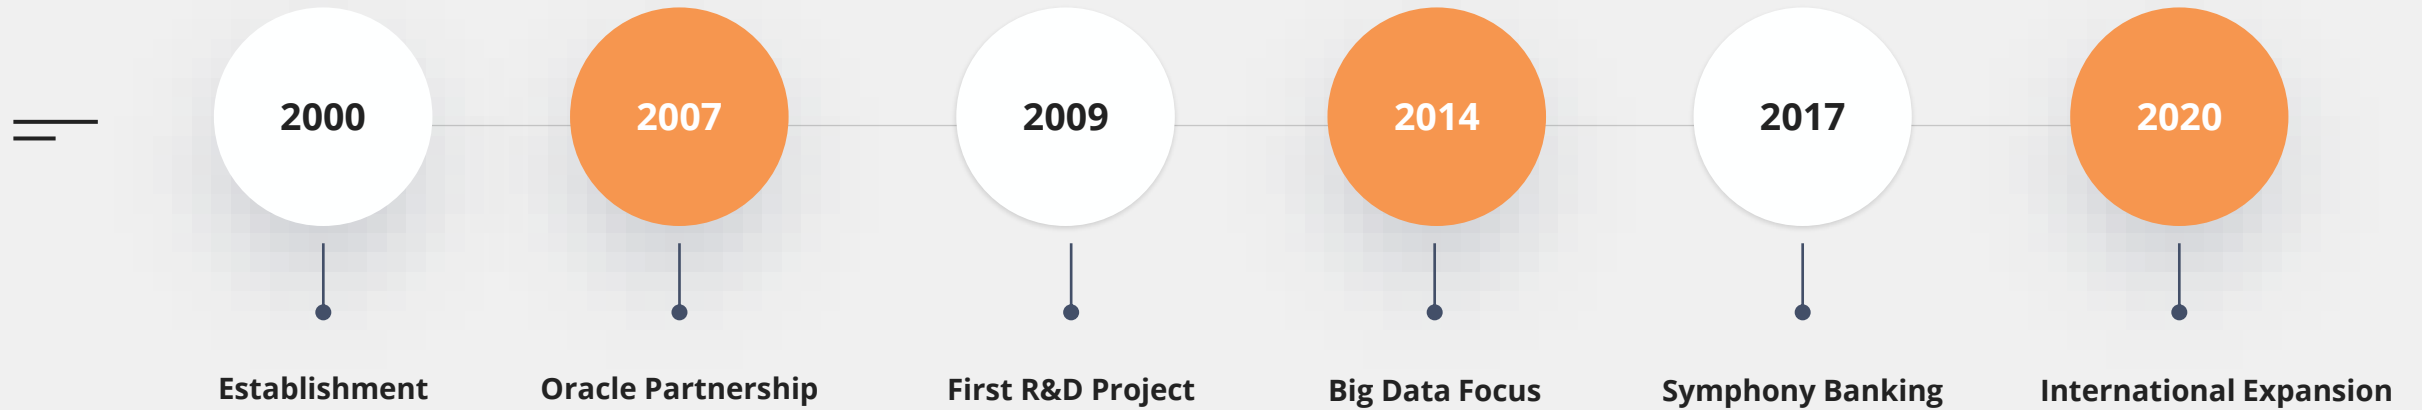 2000
2007
2009
2014
2017
2020
Establishment
Oracle Partnership
First R&D Project
Big Data Focus
Symphony Banking
International Expansion